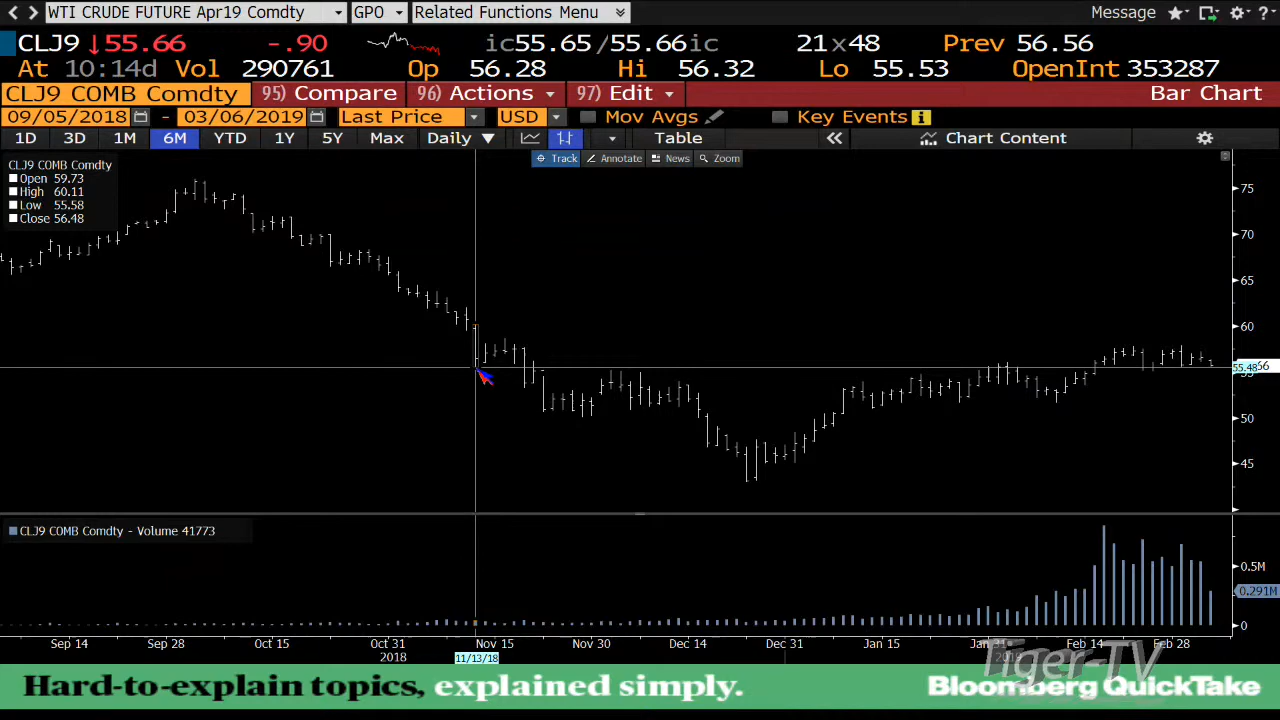 WTI CRUDE FUTURE Apr19 Comdty GPO Related Functions Menu Message ?
CLJ9 ↓55.66 -.90 ic55.65/55.66ic 21x48 Prev 56.56
At 10:14d Vol 290761 Op 56.28 Hi 56.32 Lo 55.53 OpenInt 353287
CLJ9 COMB Comdty 95) Compare 96) Actions 97) Edit Bar Chart
09/05/2018 - 03/06/2019 Last Price USD Mov Avgs Key Events
1D 3D 1M 6M YTD 1Y 5Y Max Daily Table Chart Content
Track Annotate News Zoom
CLJ9 COMB Comdty
Open 59.73
High 60.11
Low 55.58
Close 56.48
75
70
65
60
55.48 66
50
45
CLJ9 COMB Comdty - Volume 41773
0.5M
0.291M
0
Sep 14 Sep 28 Oct 15 Oct 31 Nov 15 Nov 30 Dec 14 Dec 31 Jan 15 Jan 31 Feb 14 Feb 28
2018 11/13/18 2019
Tiger-TV
Hard-to-explain topics, explained simply. Bloomberg QuickTake